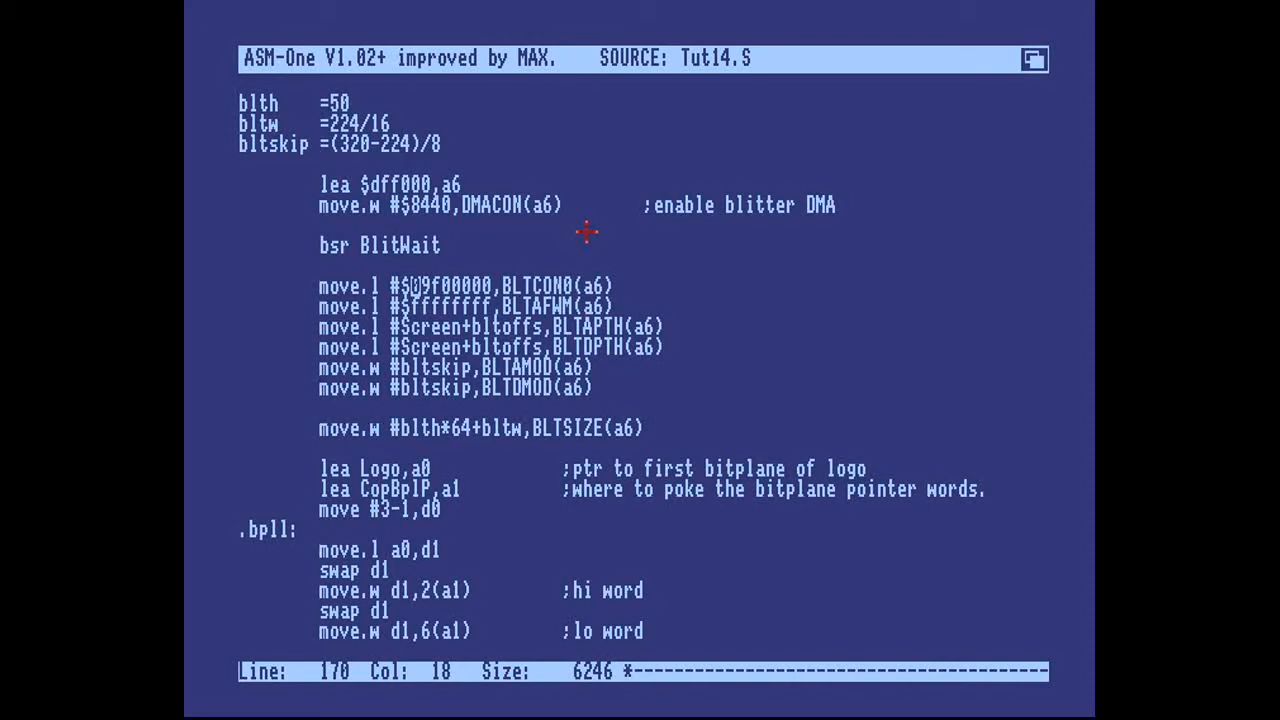 ASM-One V1.02+ improved by MAX.    SOURCE: Tut14.S
blth    =50
bltw    =224/16
bltskip =(320-224)/8
lea $dff000,a6
move.w #$8440,DMACON(a6)        ;enable blitter DMA
bsr BlitWait
move.l #$09f00000,BLTCON0(a6)
move.l #$ffffffff,BLTAFWM(a6)
move.l #Screen+bltoffs,BLTAPTH(a6)
move.l #Screen+bltoffs,BLTDPTH(a6)
move.w #bltskip,BLTAMOD(a6)
move.w #bltskip,BLTDMOD(a6)
move.w #blth*64+bltw,BLTSIZE(a6)
lea Logo,a0             ;ptr to first bitplane of logo
lea CopBplP,a1          ;where to poke the bitplane pointer words.
move #3-1,d0
.bpll:
move.l a0,d1
swap d1
move.w d1,2(a1)         ;hi word
swap d1
move.w d1,6(a1)         ;lo word
Line:   170 Col:  18   Size:    6246 *-----------------------------------------